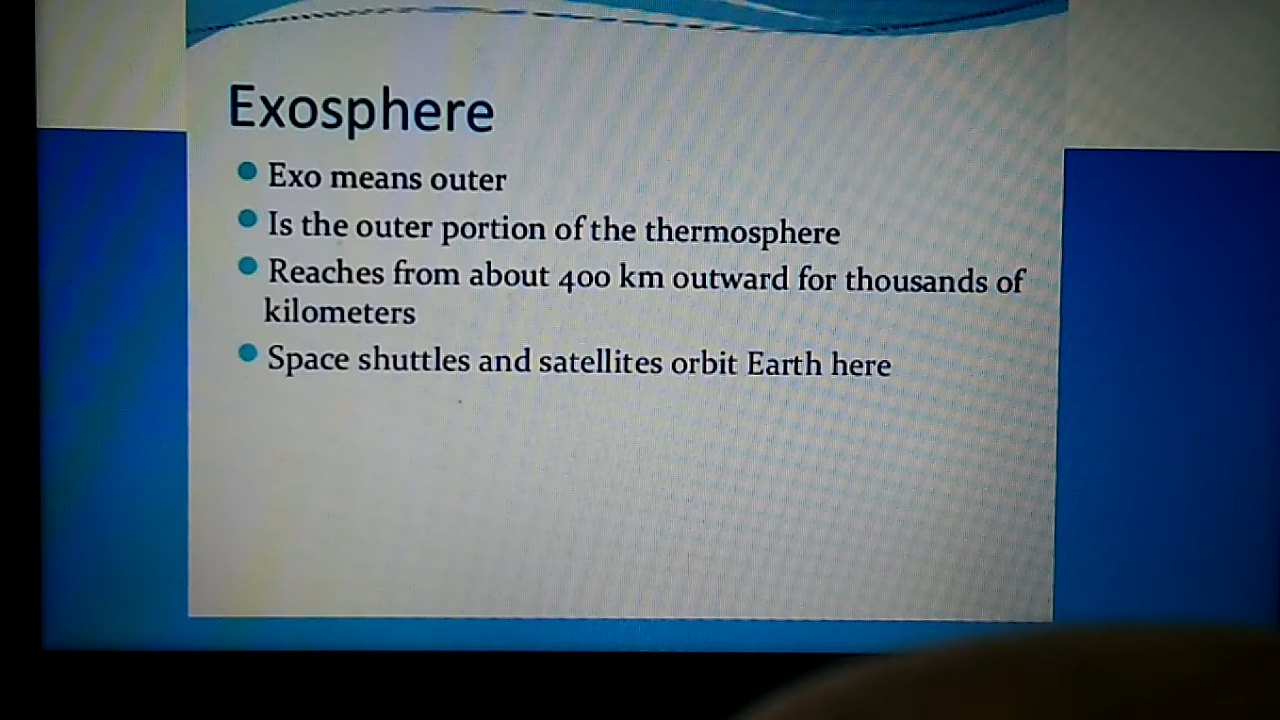 Exosphere
Exo means outer
Is the outer portion of the thermosphere
Reaches from about 400 km outward for thousands of
kilometers
Space shuttles and satellites orbit Earth here